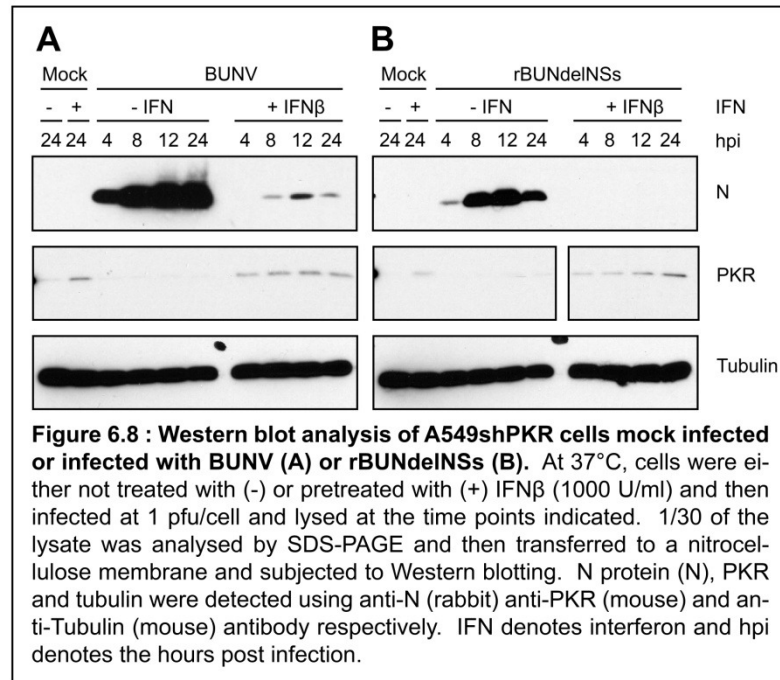 A
B
Mock BUNV
Mock rBUNdelNSs
- + - IFN + IFNβ
- + - IFN + IFNβ IFN
24 24 4 8 12 24 4 8 12 24
24 24 4 8 12 24 4 8 12 24 hpi
N
PKR
Tubulin
Figure 6.8 : Western blot analysis of A549shPKR cells mock infected
or infected with BUNV (A) or rBUNdelNSs (B). At 37°C, cells were ei-
ther not treated with (-) or pretreated with (+) IFNβ (1000 U/ml) and then
infected at 1 pfu/cell and lysed at the time points indicated. 1/30 of the
lysate was analysed by SDS-PAGE and then transferred to a nitrocel-
lulose membrane and subjected to Western blotting. N protein (N), PKR
and tubulin were detected using anti-N (rabbit) anti-PKR (mouse) and an-
ti-Tubulin (mouse) antibody respectively. IFN denotes interferon and hpi
denotes the hours post infection.